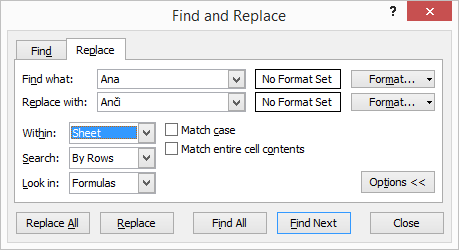 Find and Replace
? ×
Find Replace
Find what: Ana No Format Set Format...
Replace with: Anči No Format Set Format...
Within: Sheet Match case
Search: By Rows Match entire cell contents
Look in: Formulas Options <<
Replace All Replace Find All Find Next Close